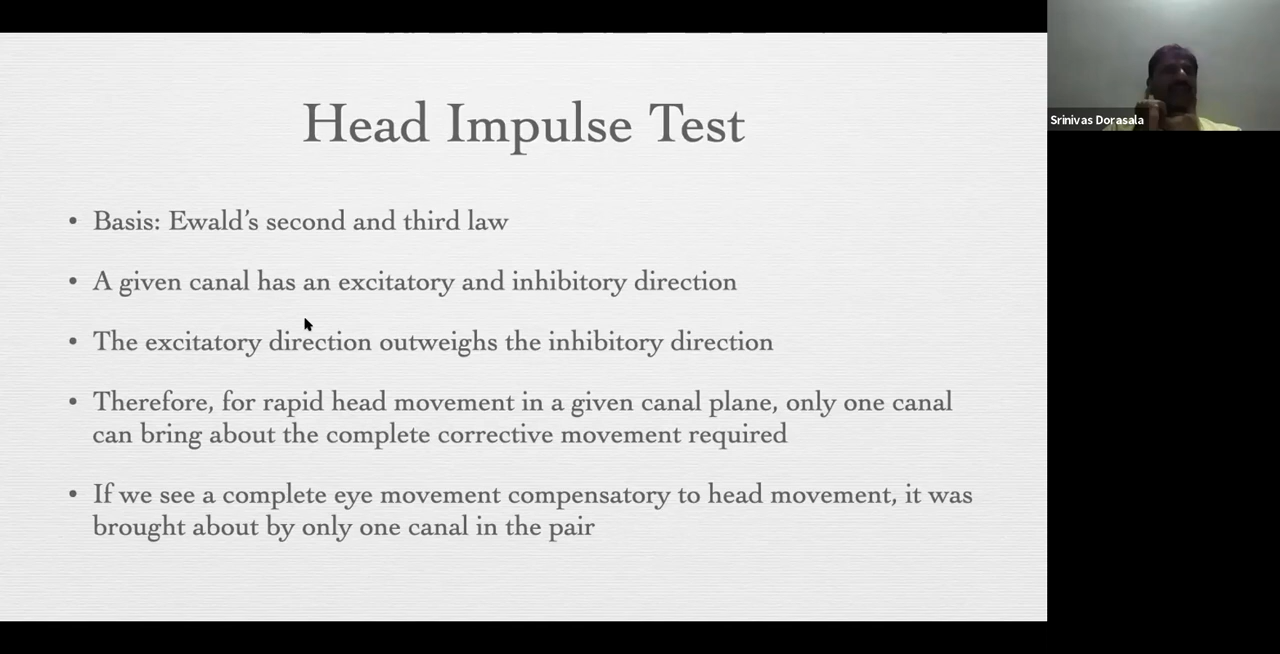 Head Impulse Test
• Basis: Ewald’s second and third law
• A given canal has an excitatory and inhibitory direction
• The excitatory direction outweighs the inhibitory direction
• Therefore, for rapid head movement in a given canal plane, only one canal
can bring about the complete corrective movement required
• If we see a complete eye movement compensatory to head movement, it was
brought about by only one canal in the pair
Srinivas Dorasala